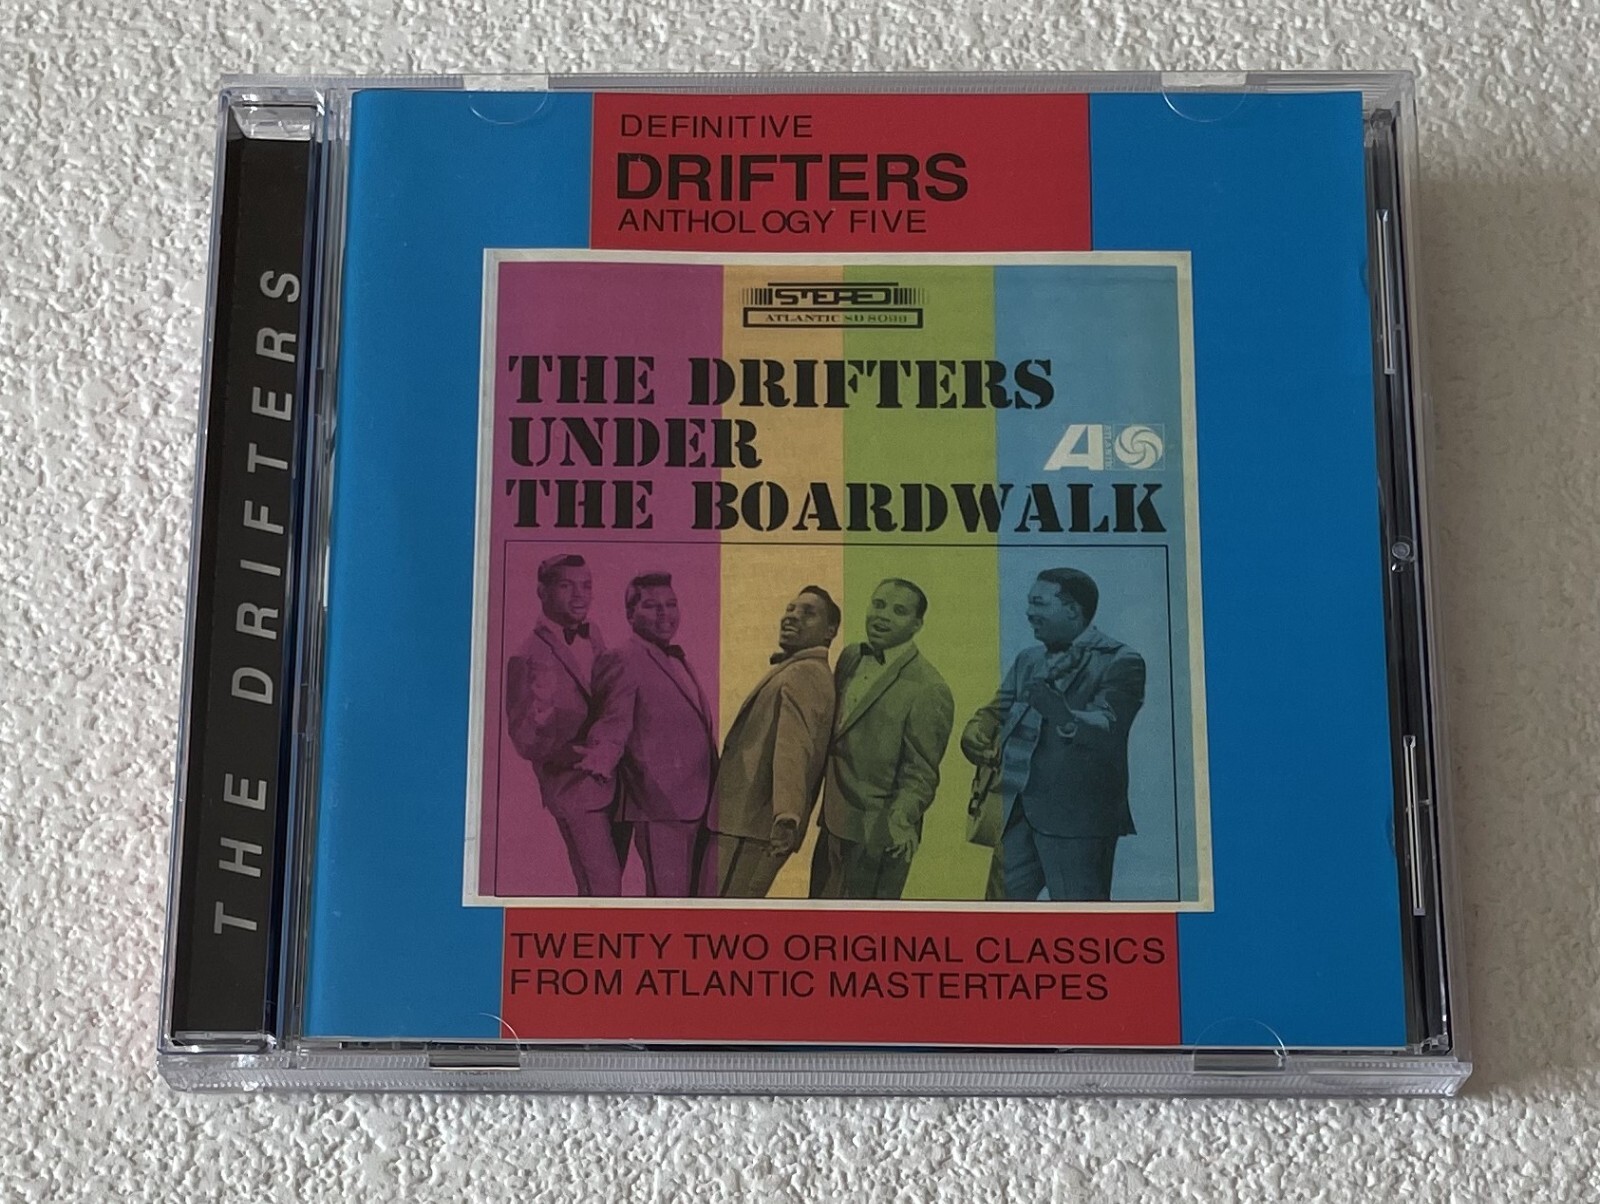 DEFINITIVE
DRIFTERS
ANTHOLOGY FIVE
STEREO
ATLANTIC SD 8099
THE DRIFTERS
UNDER
THE BOARDWALK
A
ATLANTIC
TWENTY TWO ORIGINAL CLASSICS
FROM ATLANTIC MASTERTAPES
THE DRIFTERS